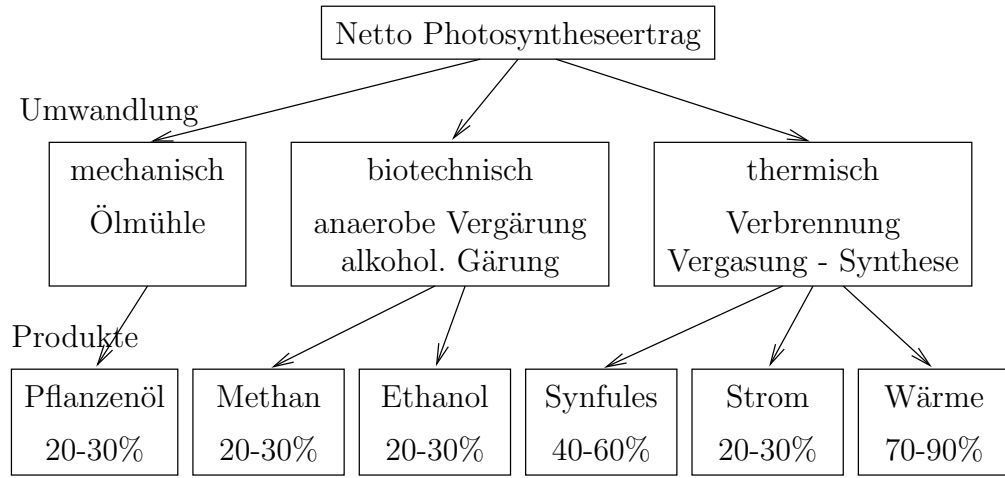 Netto Photosyntheseertrag
Umwandlung
mechanisch
Ölmühle
biotechnisch
anaerobe Vergärung
alkohol. Gärung
thermisch
Verbrennung
Vergasung - Synthese
Produkte
Pflanzenöl
20-30%
Methan
20-30%
Ethanol
20-30%
Synfules
40-60%
Strom
20-30%
Wärme
70-90%